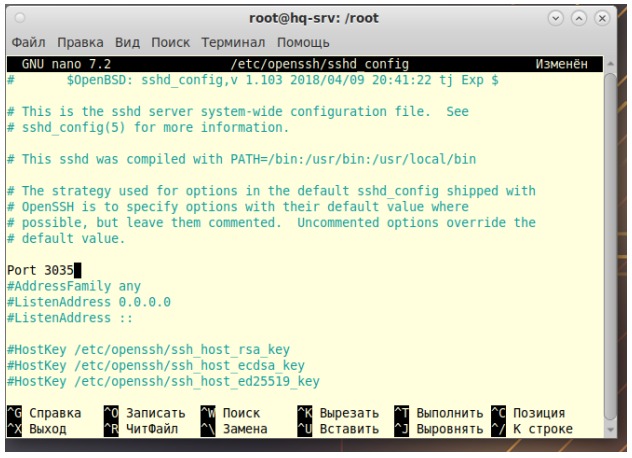 root@hq-srv: /root
Файл Правка Вид Поиск Терминал Помощь
GNU nano 7.2 /etc/openssh/sshd_config Изменён
# $OpenBSD: sshd_config,v 1.103 2018/04/09 20:41:22 tj Exp $
# This is the sshd server system-wide configuration file. See
# sshd_config(5) for more information.
# This sshd was compiled with PATH=/bin:/usr/bin:/usr/local/bin
# The strategy used for options in the default sshd_config shipped with
# OpenSSH is to specify options with their default value where
# possible, but leave them commented. Uncommented options override the
# default value.
Port 3035
#AddressFamily any
#ListenAddress 0.0.0.0
#ListenAddress ::
#HostKey /etc/openssh/ssh_host_rsa_key
#HostKey /etc/openssh/ssh_host_ecdsa_key
#HostKey /etc/openssh/ssh_host_ed25519_key
^G Справка ^O Записать ^W Поиск ^K Вырезать ^T Выполнить ^C Позиция
^X Выход ^R ЧитФайл ^\ Замена ^U Вставить ^J Выровнять ^/ К строке